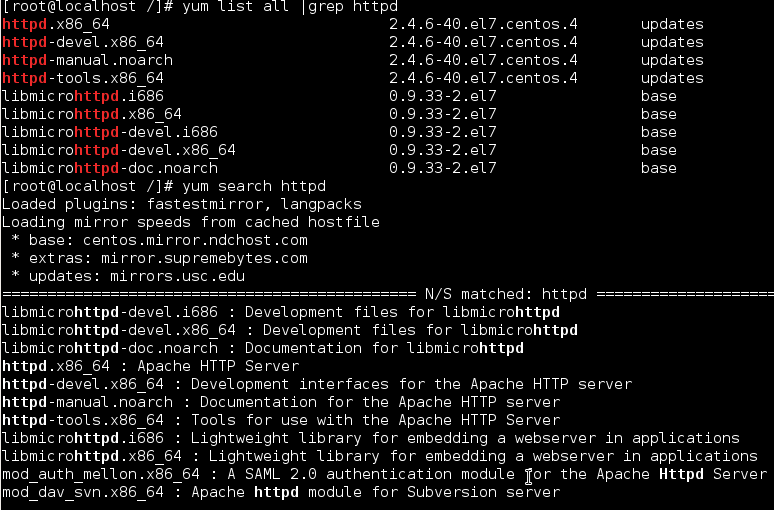 [root@localhost /]# yum list all |grep httpd
httpd.x86_64 2.4.6-40.el7.centos.4 updates
httpd-devel.x86_64 2.4.6-40.el7.centos.4 updates
httpd-manual.noarch 2.4.6-40.el7.centos.4 updates
httpd-tools.x86_64 2.4.6-40.el7.centos.4 updates
libmicrohttpd.i686 0.9.33-2.el7 base
libmicrohttpd.x86_64 0.9.33-2.el7 base
libmicrohttpd-devel.i686 0.9.33-2.el7 base
libmicrohttpd-devel.x86_64 0.9.33-2.el7 base
libmicrohttpd-doc.noarch 0.9.33-2.el7 base
[root@localhost /]# yum search httpd
Loaded plugins: fastestmirror, langpacks
Loading mirror speeds from cached hostfile
 * base: centos.mirror.ndchost.com
 * extras: mirror.supremebytes.com
 * updates: mirrors.usc.edu
============================================== N/S matched: httpd ====================
libmicrohttpd-devel.i686 : Development files for libmicrohttpd
libmicrohttpd-devel.x86_64 : Development files for libmicrohttpd
libmicrohttpd-doc.noarch : Documentation for libmicrohttpd
httpd.x86_64 : Apache HTTP Server
httpd-devel.x86_64 : Development interfaces for the Apache HTTP server
httpd-manual.noarch : Documentation for the Apache HTTP server
httpd-tools.x86_64 : Tools for use with the Apache HTTP Server
libmicrohttpd.i686 : Lightweight library for embedding a webserver in applications
libmicrohttpd.x86_64 : Lightweight library for embedding a webserver in applications
mod_auth_mellon.x86_64 : A SAML 2.0 authentication module for the Apache Httpd Server
mod_dav_svn.x86_64 : Apache httpd module for Subversion server